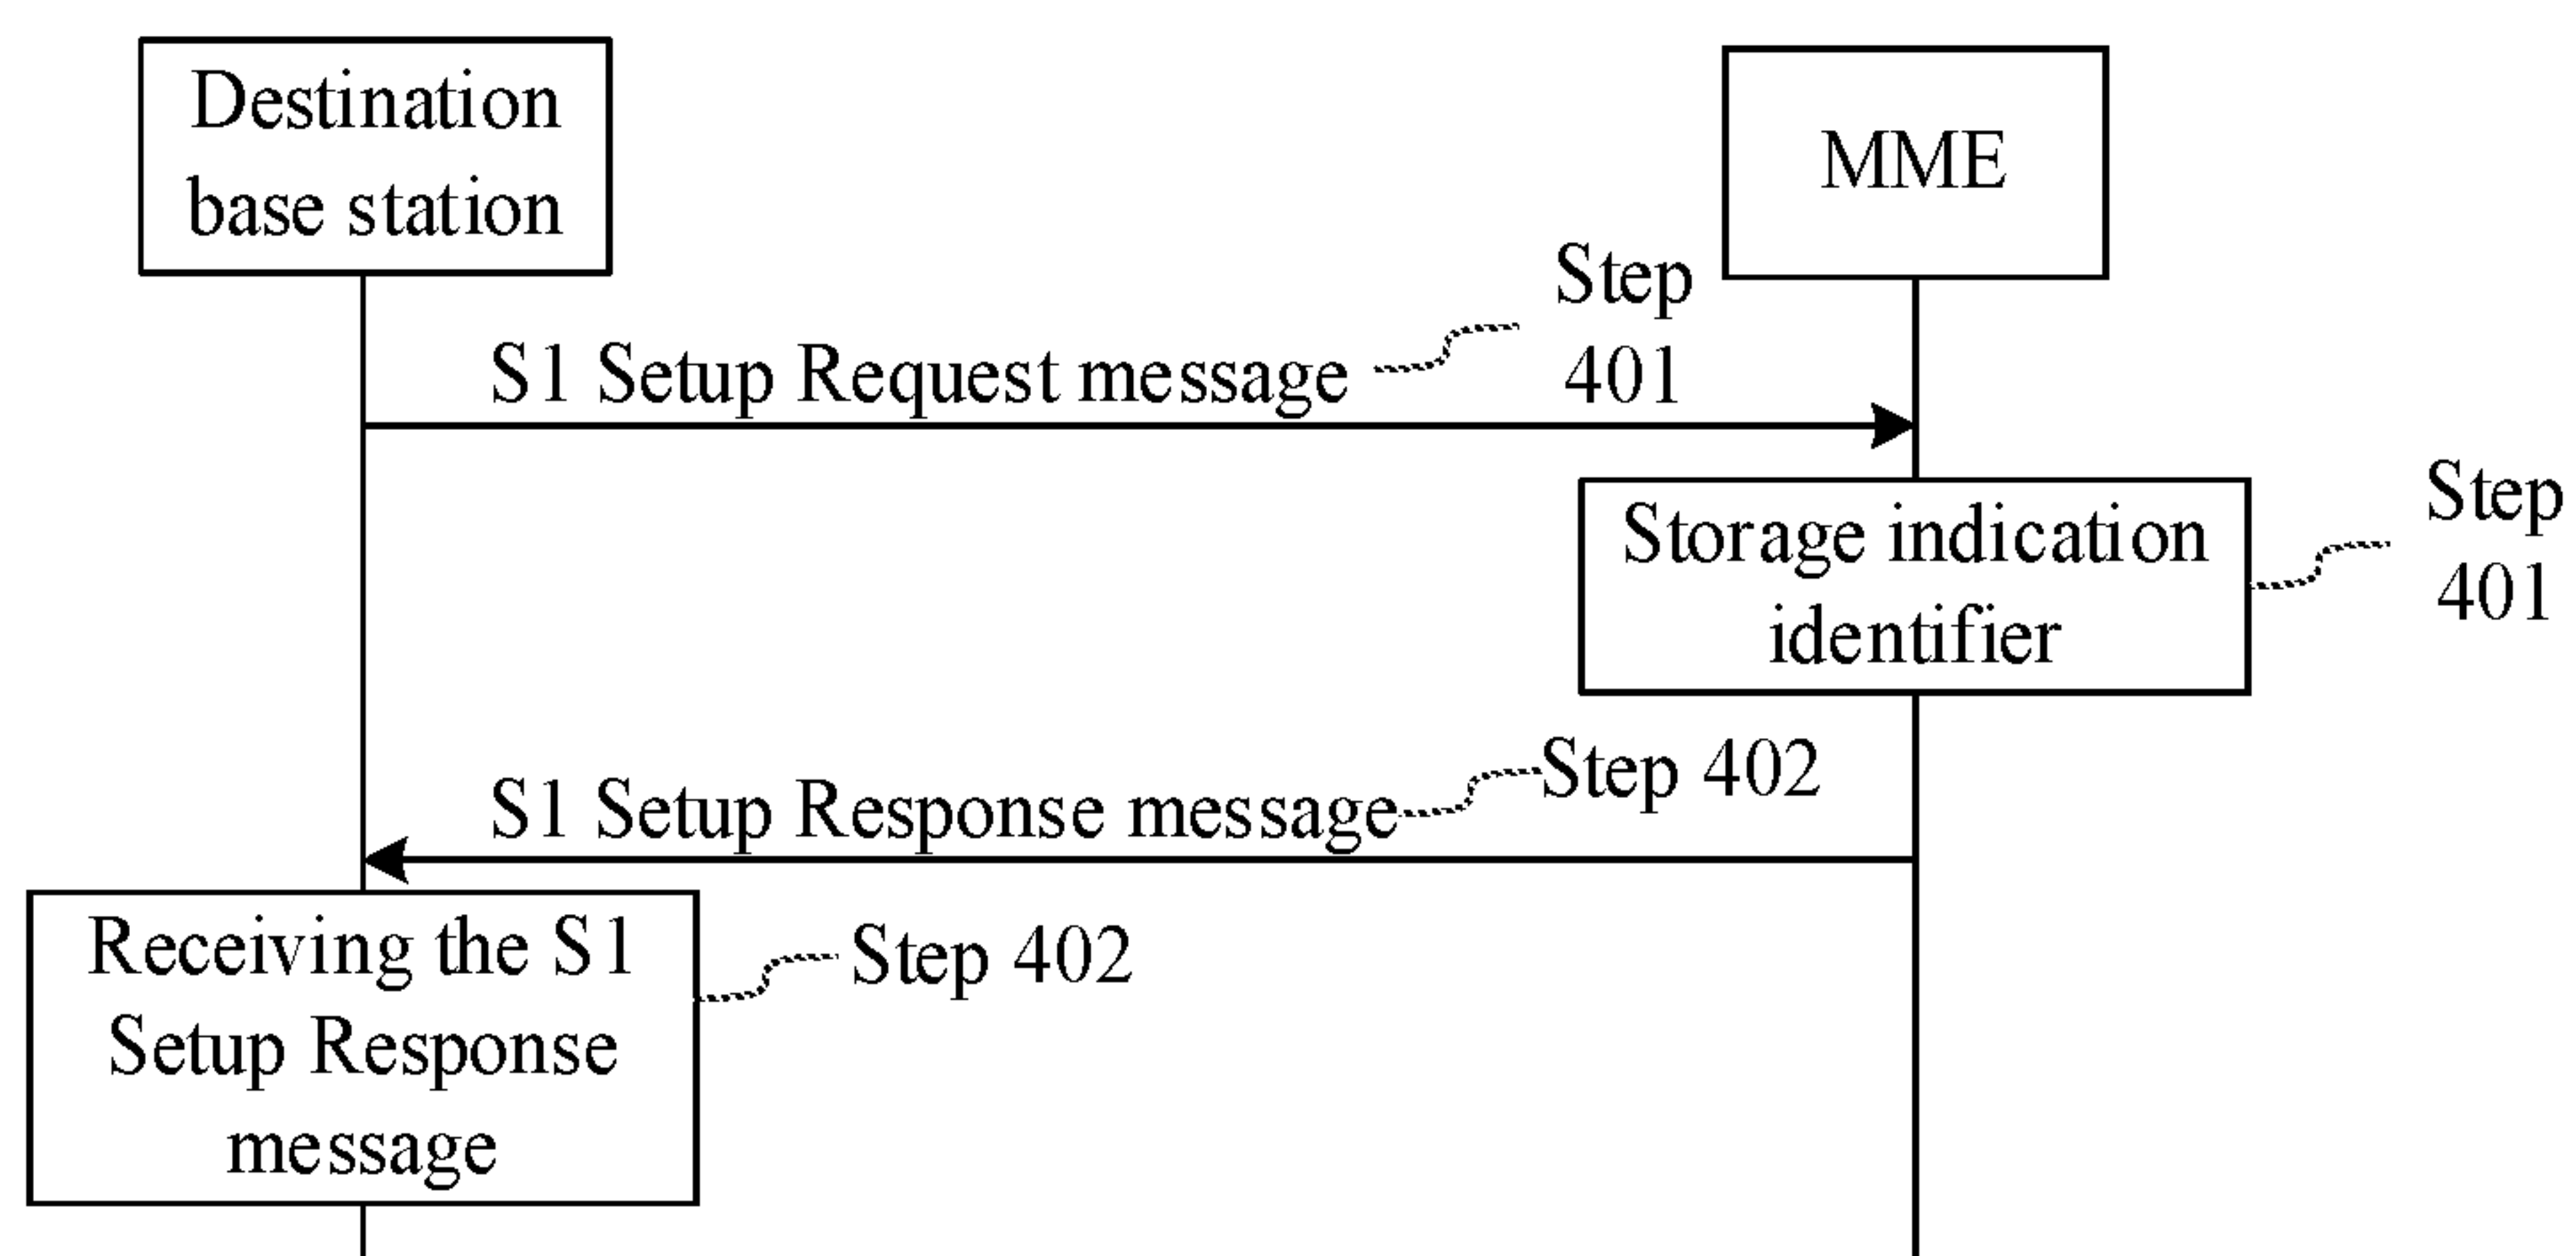 Destination
base station
MME
Step
401
S1 Setup Request message
Storage indication
identifier
Step
401
S1 Setup Response message
Step 402
Receiving the S1
Setup Response
message
Step 402